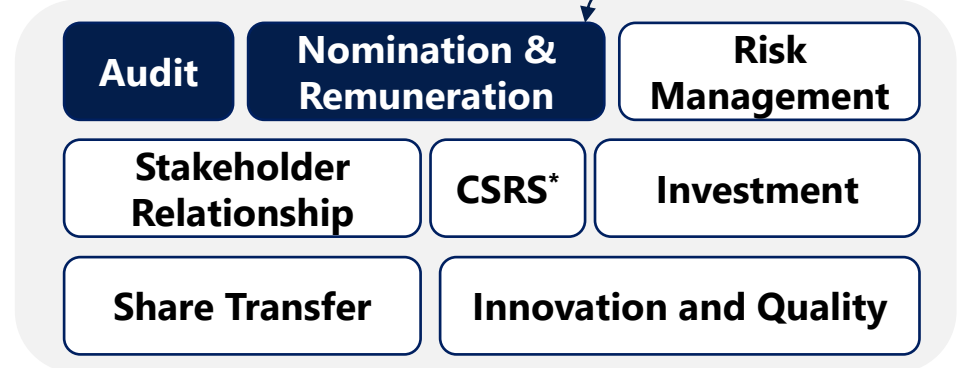 Audit
Nomination &
Remuneration
Risk
Management
Stakeholder
Relationship
CSRS*
Investment
Share Transfer
Innovation and Quality